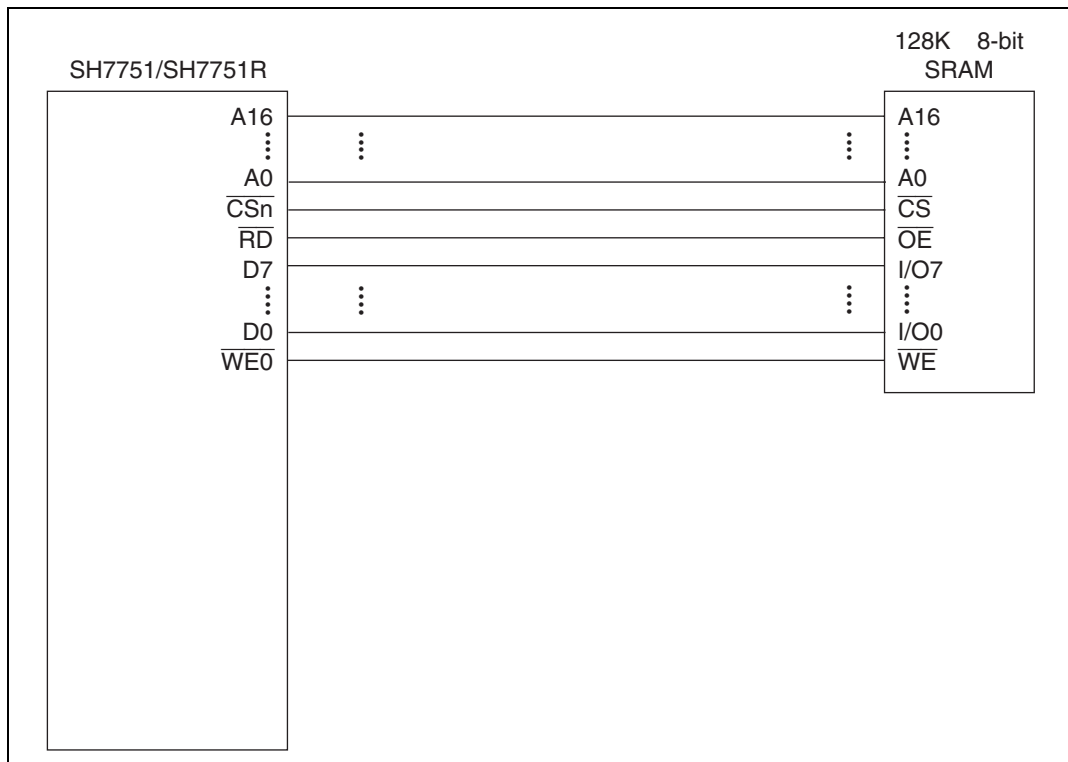 128K 8-bit
SH7751/SH7751R SRAM
A16 A16
A0 A0
CSn CS
RD OE
D7 I/O7
D0 I/O0
WE0 WE